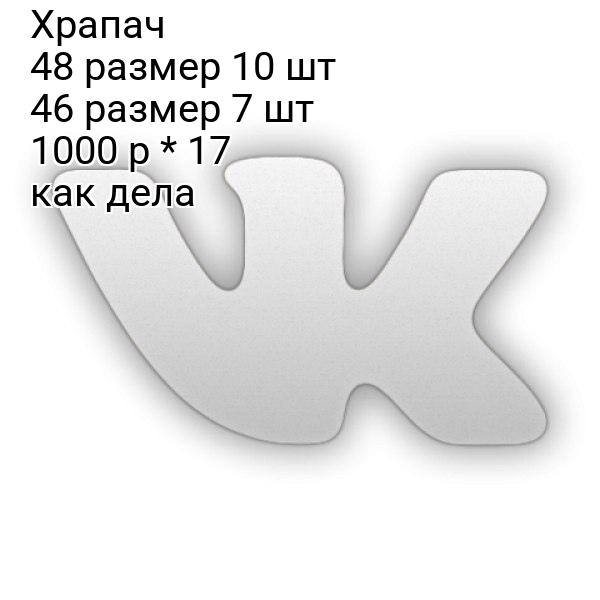 Храпач
48 размер 10 шт
46 размер 7 шт
1000 р * 17
как дела